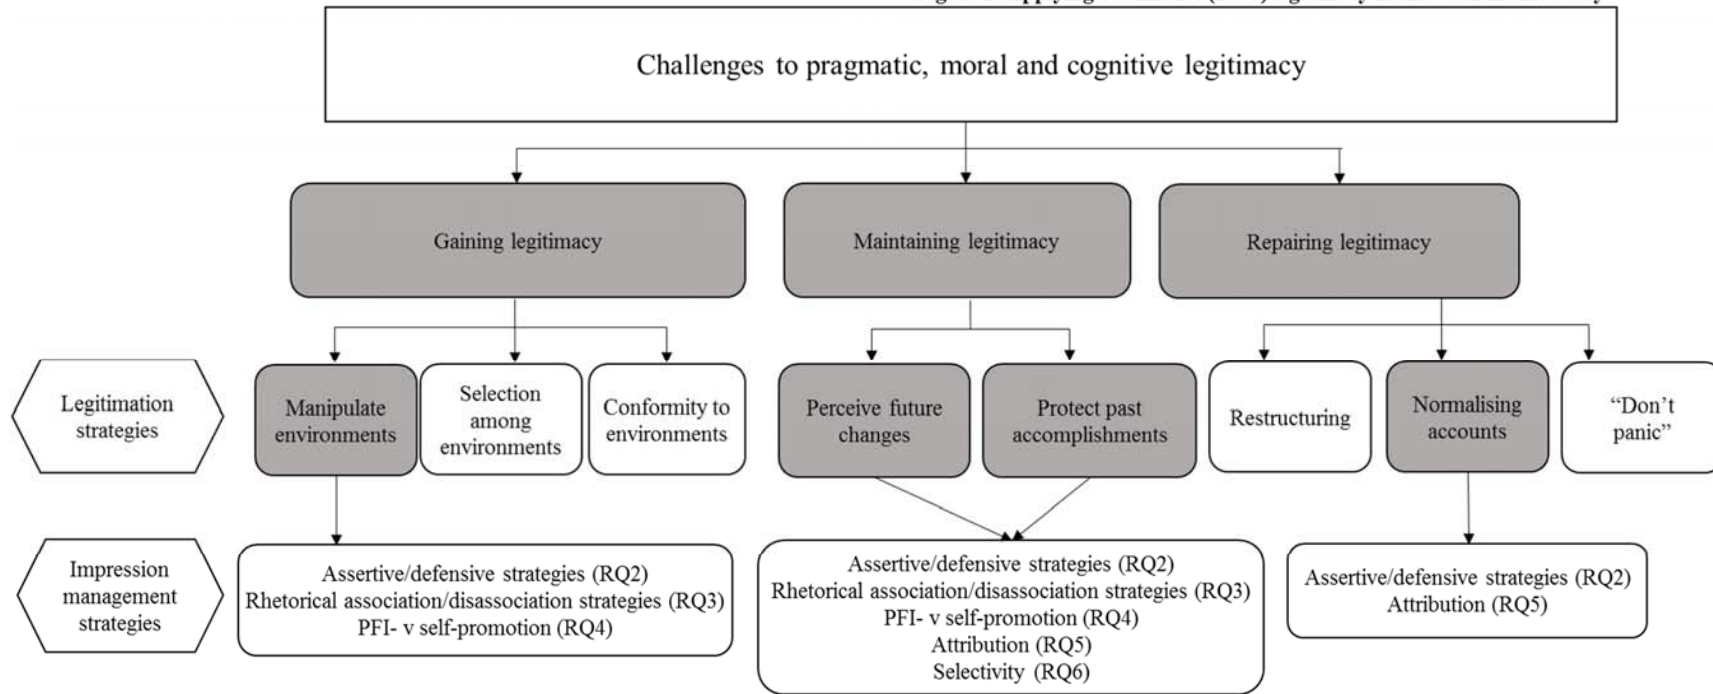 Challenges to pragmatic, moral and cognitive legitimacy
Gaining legitimacy
Maintaining legitimacy
Repairing legitimacy
Legitimation
strategies
Manipulate
environments
Selection
among
environments
Conformity to
environments
Perceive future
changes
Protect past
accomplishments
Restructuring
Normalising
accounts
“Don’t
panic”
Impression
management
strategies
Assertive/defensive strategies (RQ2)
Rhetorical association/disassociation strategies (RQ3)
PFI- v self-promotion (RQ4)
Assertive/defensive strategies (RQ2)
Rhetorical association/disassociation strategies (RQ3)
PFI- v self-promotion (RQ4)
Attribution (RQ5)
Selectivity (RQ6)
Assertive/defensive strategies (RQ2)
Attribution (RQ5)